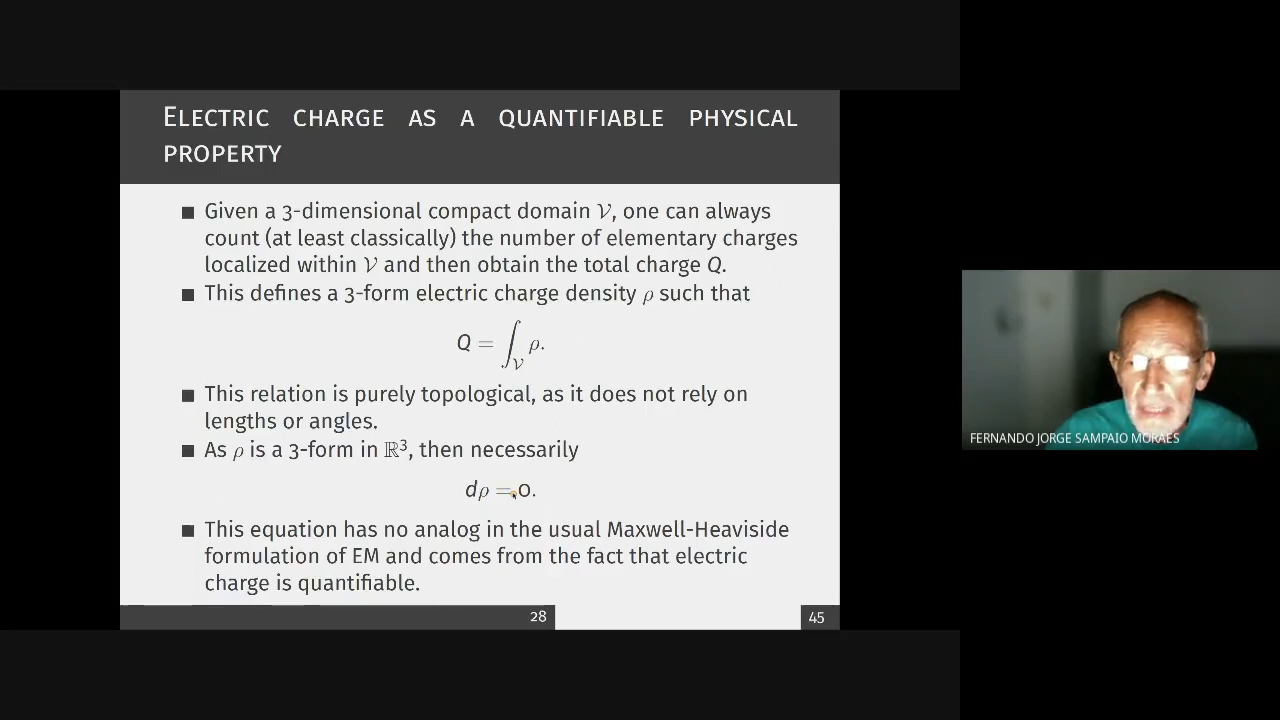 ELECTRIC CHARGE AS A QUANTIFIABLE PHYSICAL
PROPERTY
■ Given a 3-dimensional compact domain 𝒱, one can always
count (at least classically) the number of elementary charges
localized within 𝒱 and then obtain the total charge Q.
■ This defines a 3-form electric charge density ρ such that
Q = ∫_𝒱 ρ.
■ This relation is purely topological, as it does not rely on
lengths or angles.
■ As ρ is a 3-form in ℝ³, then necessarily
dρ = 0.
■ This equation has no analog in the usual Maxwell-Heaviside
formulation of EM and comes from the fact that electric
charge is quantifiable.
28
45
FERNANDO JORGE SAMPAIO MORAES